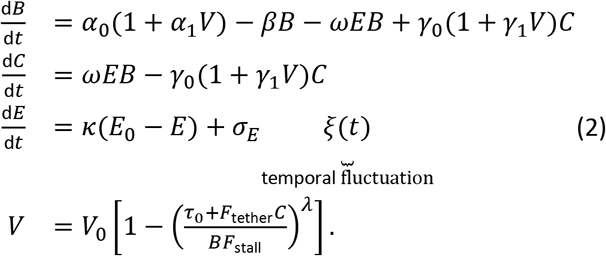 dB/dt = α₀(1 + α₁V) − βB − ωEB + γ₀(1 + γ₁V)C
dC/dt = ωEB − γ₀(1 + γ₁V)C
dE/dt = κ(E₀ − E) + σ_E ξ(t) (2)
temporal fluctuation
V = V₀ [1 − ((τ₀+F_tether C)/(BF_stall))^λ].